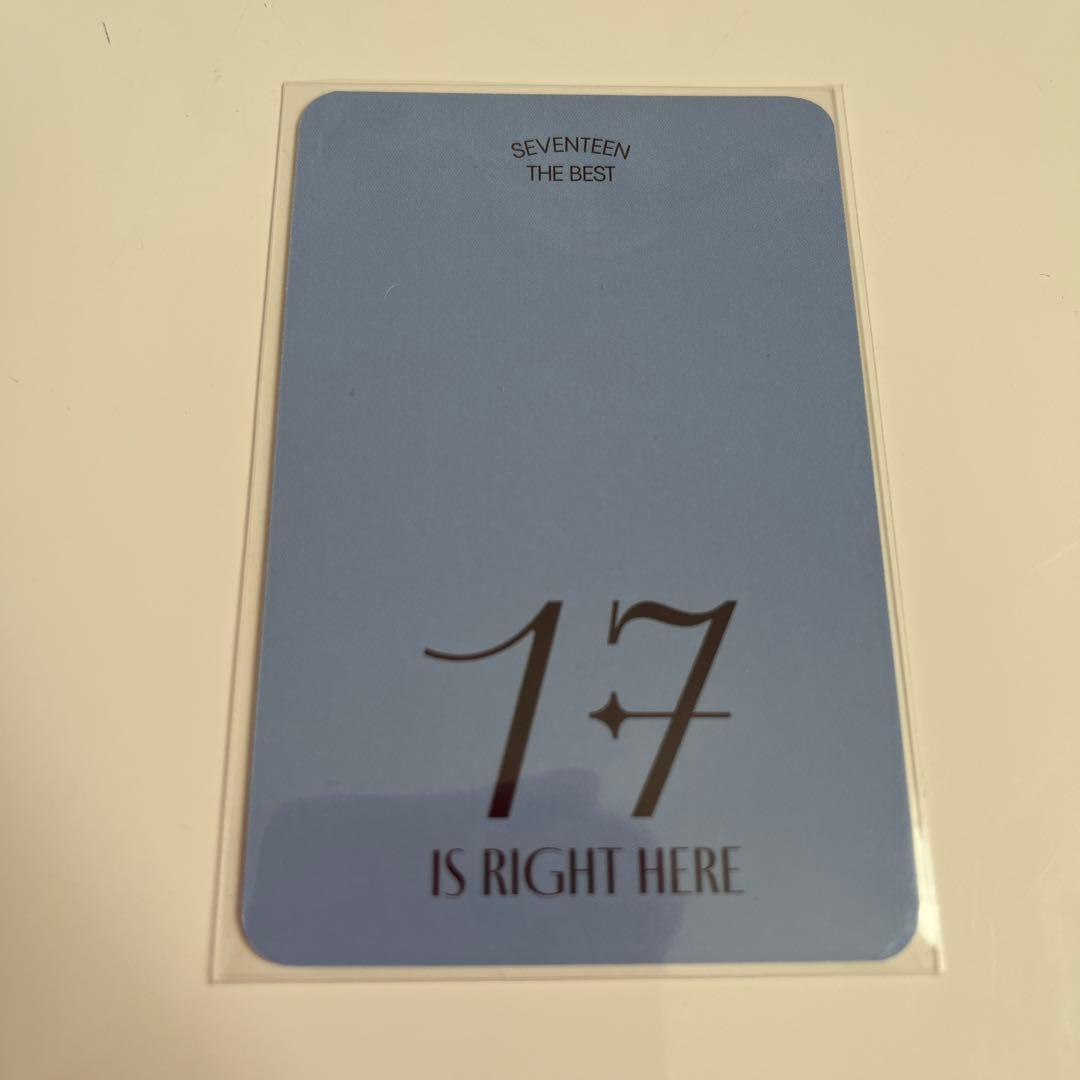 SEVENTEEN
THE BEST
17
IS RIGHT HERE